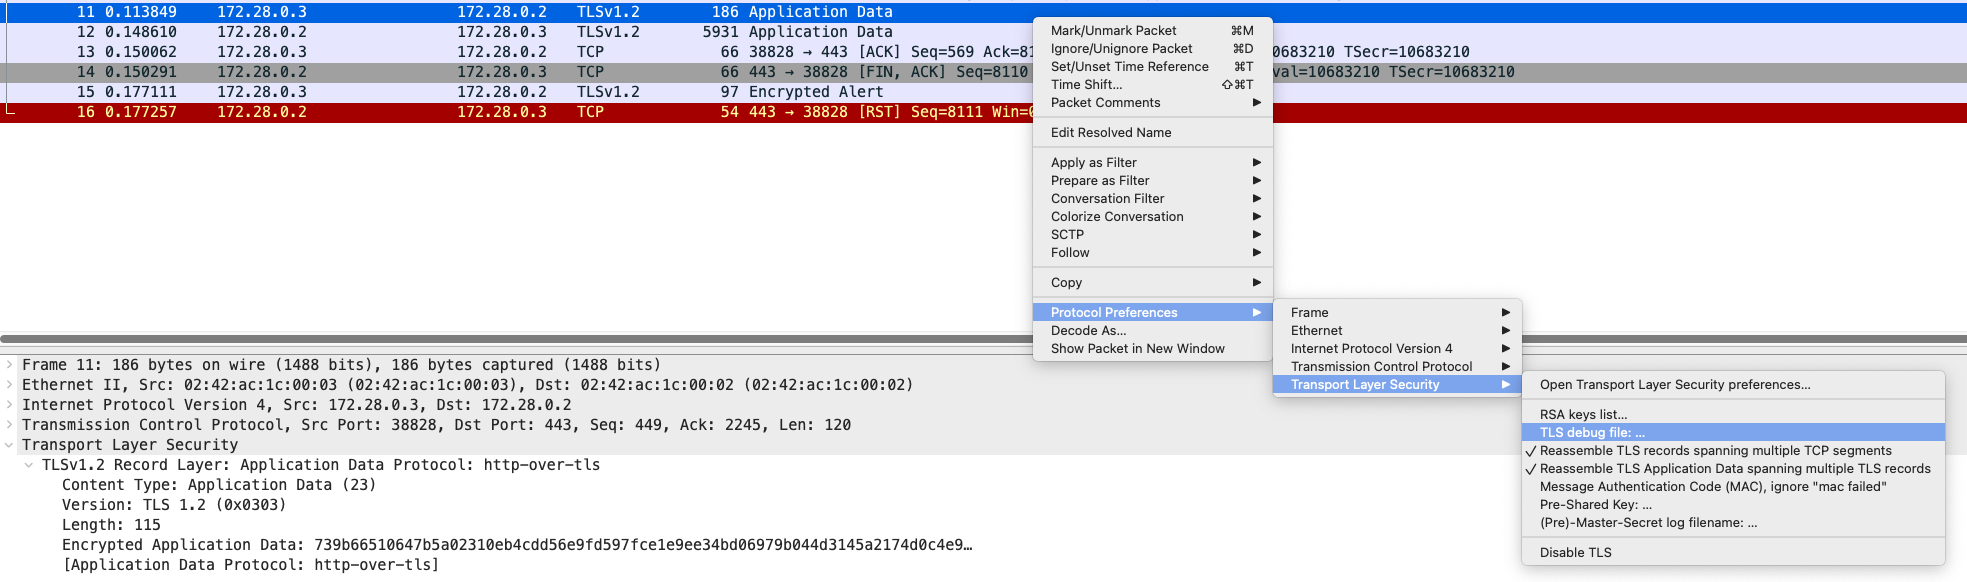 11 0.113849 172.28.0.3 172.28.0.2 TLSv1.2 186 Application Data
12 0.148610 172.28.0.2 172.28.0.3 TLSv1.2 5931 Application Data
13 0.150062 172.28.0.3 172.28.0.2 TCP 66 38828 → 443 [ACK] Seq=569 Ack=81 0683210 TSecr=10683210
14 0.150291 172.28.0.2 172.28.0.3 TCP 66 443 → 38828 [FIN, ACK] Seq=8110 val=10683210 TSecr=10683210
15 0.177111 172.28.0.3 172.28.0.2 TLSv1.2 97 Encrypted Alert
16 0.177257 172.28.0.2 172.28.0.3 TCP 54 443 → 38828 [RST] Seq=8111 Win=0
Mark/Unmark Packet ⌘M
Ignore/Unignore Packet ⌘D
Set/Unset Time Reference ⌘T
Time Shift... ⇧⌘T
Packet Comments
Edit Resolved Name
Apply as Filter
Prepare as Filter
Conversation Filter
Colorize Conversation
SCTP
Follow
Copy
Protocol Preferences
Decode As...
Show Packet in New Window
Frame
Ethernet
Internet Protocol Version 4
Transmission Control Protocol
Transport Layer Security
Open Transport Layer Security preferences...
RSA keys list...
TLS debug file: ...
✓ Reassemble TLS records spanning multiple TCP segments
✓ Reassemble TLS Application Data spanning multiple TLS records
Message Authentication Code (MAC), ignore "mac failed"
Pre-Shared Key: ...
(Pre)-Master-Secret log filename: ...
Disable TLS
Frame 11: 186 bytes on wire (1488 bits), 186 bytes captured (1488 bits)
Ethernet II, Src: 02:42:ac:1c:00:03 (02:42:ac:1c:00:03), Dst: 02:42:ac:1c:00:02 (02:42:ac:1c:00:02)
Internet Protocol Version 4, Src: 172.28.0.3, Dst: 172.28.0.2
Transmission Control Protocol, Src Port: 38828, Dst Port: 443, Seq: 449, Ack: 2245, Len: 120
Transport Layer Security
TLSv1.2 Record Layer: Application Data Protocol: http-over-tls
Content Type: Application Data (23)
Version: TLS 1.2 (0x0303)
Length: 115
Encrypted Application Data: 739b66510647b5a02310eb4cdd56e9fd597fce1e9ee34bd06979b044d3145a2174d0c4e9…
[Application Data Protocol: http-over-tls]